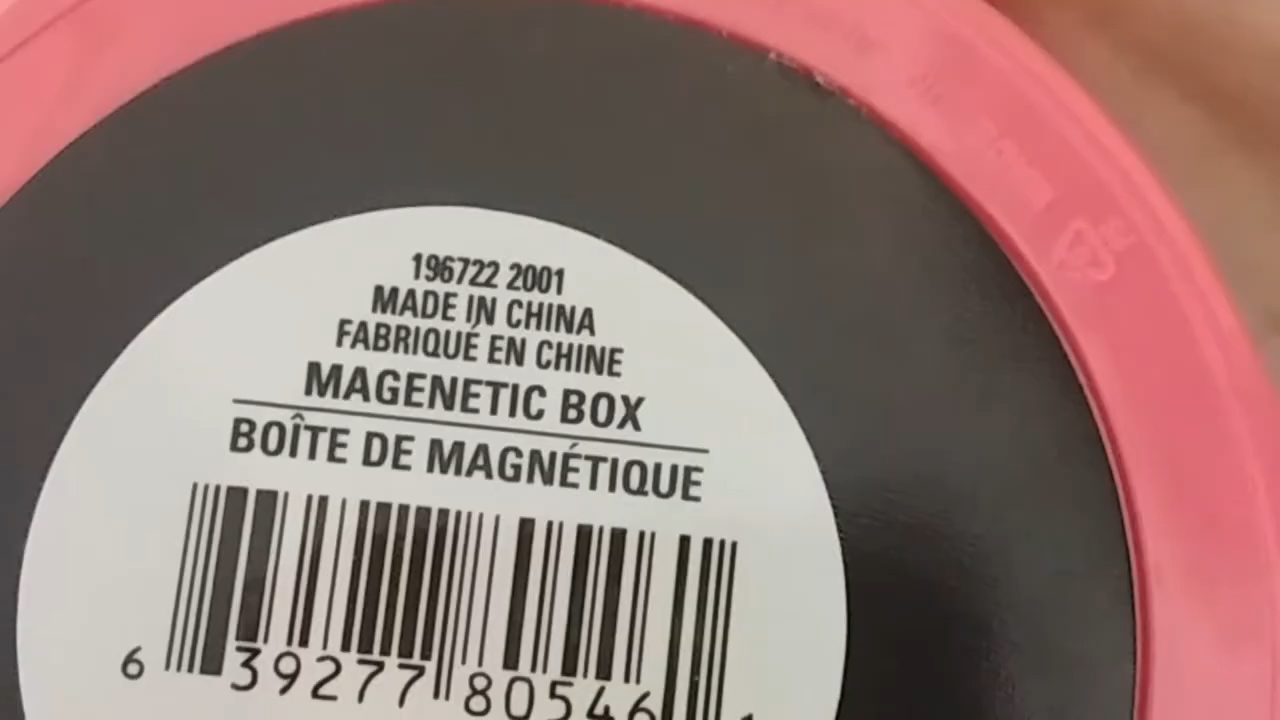 196722 2001
MADE IN CHINA
FABRIQUÉ EN CHINE
MAGENETIC BOX
BOÎTE DE MAGNÉTIQUE
6 39277 80546